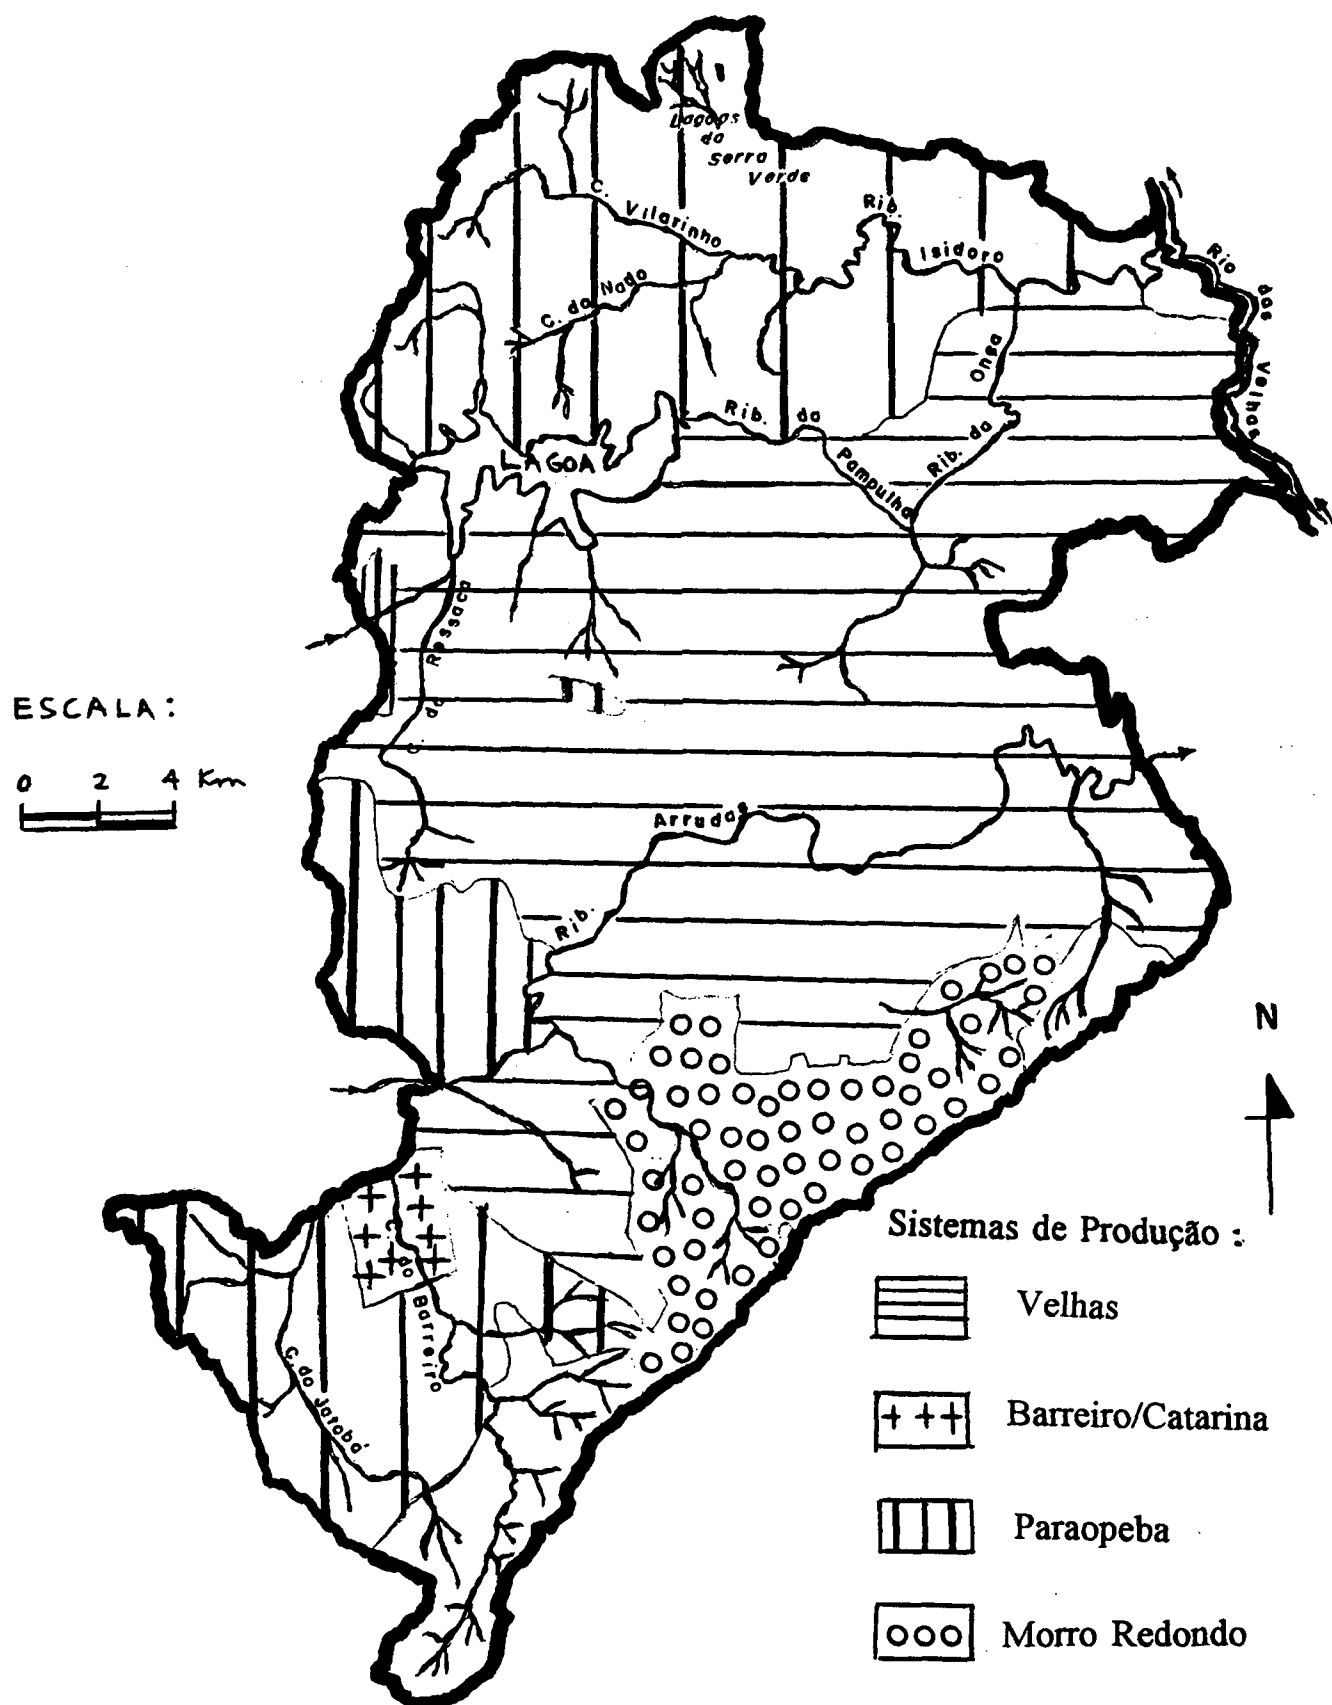 Lagoas
da
Serra
Verde
C. Vilarinho
Rib. Isidoro
Rio das Velhas
C. do Nado
Rib. da Onça
Rib. da Pampulha
LAGOA
C. da Ressaca
ESCALA:
0 2 4 Km
Rib. Arrudas
N
C. do Barreiro
C. do Jatobá
Sistemas de Produção :
Velhas
+ + + Barreiro/Catarina
Paraopeba
Morro Redondo